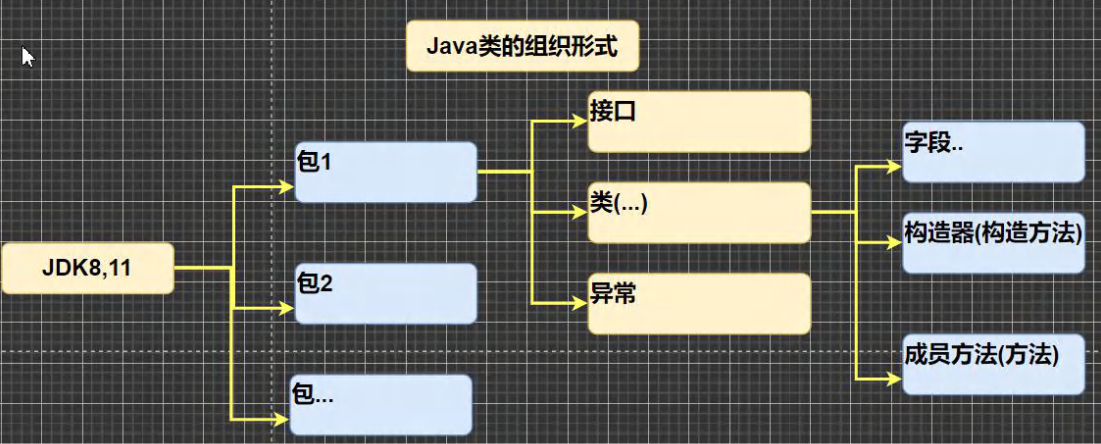 Java类的组织形式
JDK8,11
包1
包2
包...
接口
类(...)
异常
字段..
构造器(构造方法)
成员方法(方法)